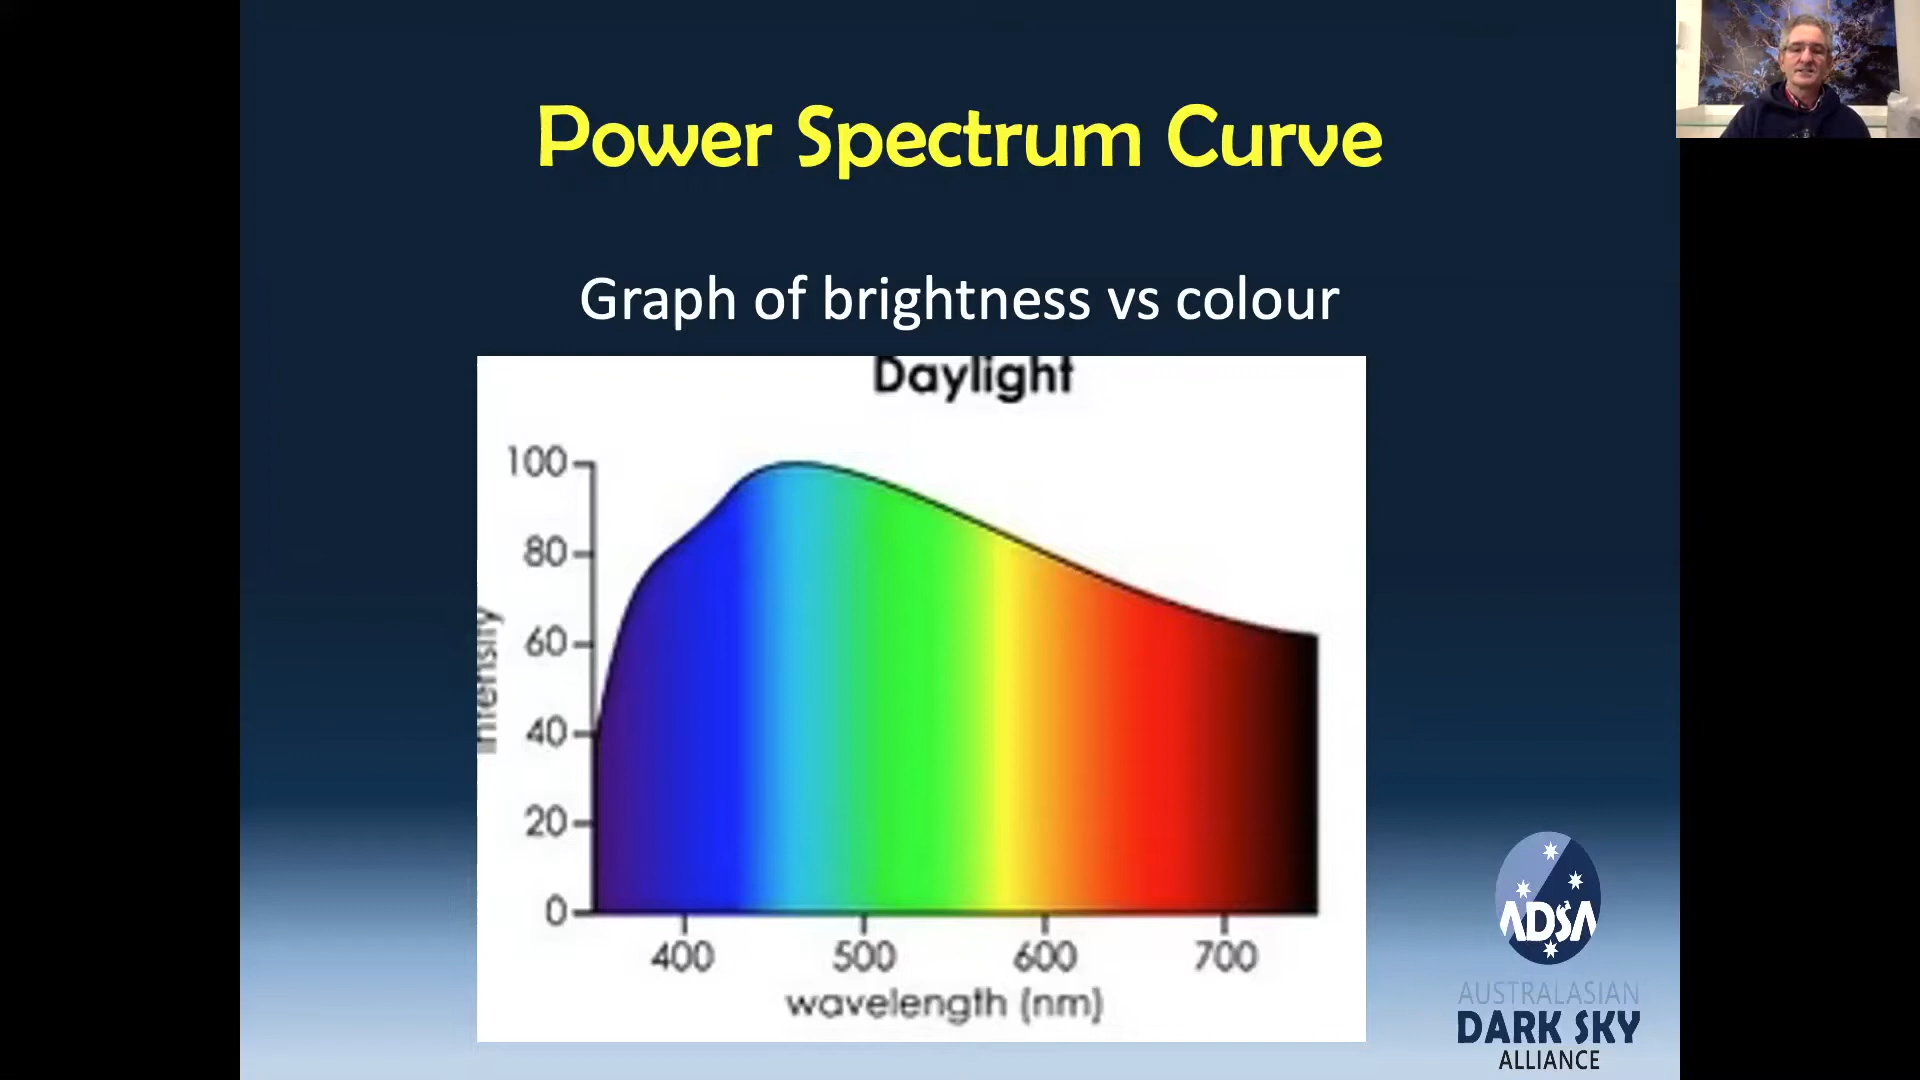 Power Spectrum Curve
Graph of brightness vs colour
Daylight
100
80
60
40
20
0
intensity
400 500 600 700
wavelength (nm)
ADSA
AUSTRALASIAN
DARK SKY
ALLIANCE